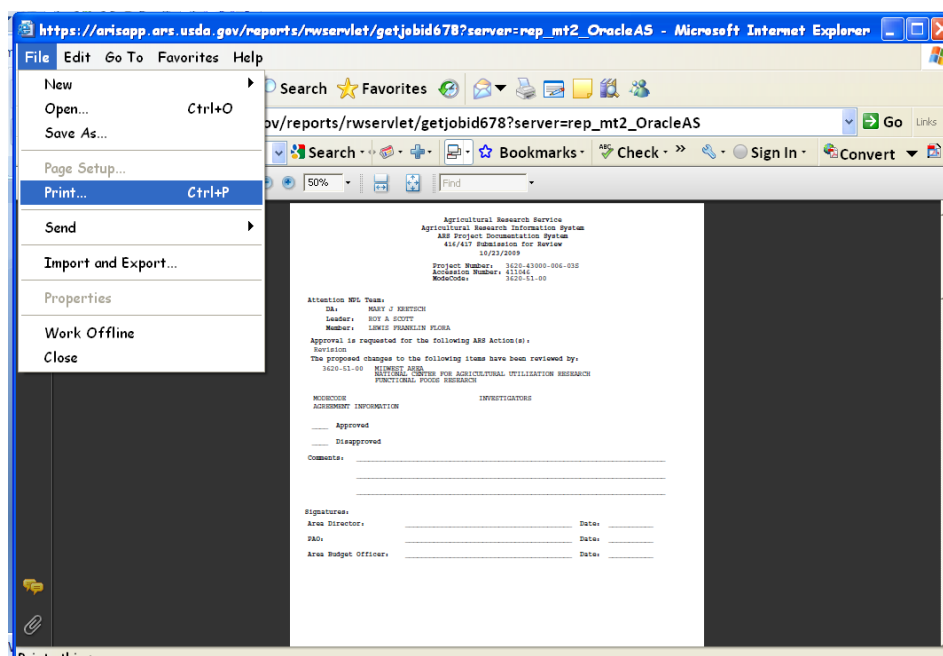 https://arisapp.ars.usda.gov/reports/rwservlet/getjobid678?server=rep_mt2_OracleAS - Microsoft Internet Explorer
File Edit Go To Favorites Help
New
Open... Ctrl+O
Save As...
Page Setup...
Print... Ctrl+P
Send
Import and Export...
Properties
Work Offline
Close
Search Favorites
ov/reports/rwservlet/getjobid678?server=rep_mt2_OracleAS Go Links
Search Bookmarks Check Sign In Convert
50% Find
Agricultural Research Service
Agricultural Research Information System
ARS Project Documentation System
416/417 Submission for Review
10/23/2009
Project Number: 3620-43000-006-03S
Accession Number: 411046
ModeCode: 3620-51-00
Attention NPL Team:
DA: MARY J KRETSCH
Leader: ROY A SCOTT
Member: LEWIS FRANKLIN FLORA
Approval is requested for the following ARS Action(s):
Revision
The proposed changes to the following items have been reviewed by:
3620-51-00 MIDWEST AREA
NATIONAL CENTER FOR AGRICULTURAL UTILIZATION RESEARCH
FUNCTIONAL FOODS RESEARCH
MODECODE INVESTIGATORS
AGREEMENT INFORMATION
____ Approved
____ Disapproved
Comments:
Signatures:
Area Director: Date:
PAO: Date:
Area Budget Officer: Date: